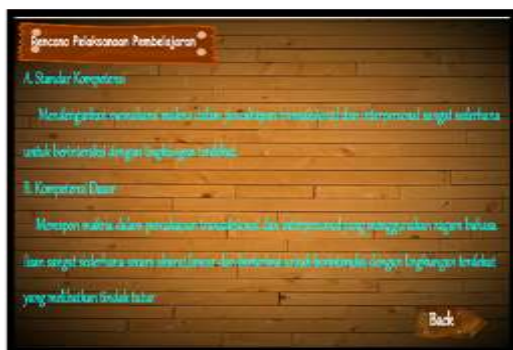 Rencana Pelaksanaan Pembelajaran
A. Standar Kompetensi
Mendengarkan memahami makna dalam percakapan transaksional dan interpersonal sangat sederhana
untuk berinteraksi dengan lingkungan terdekat
B. Kompetensi Dasar
Merespon makna dalam percakapan transaksional dan interpersonal yang menggunakan ragam bahasa
lisan sangat sederhana secara akurat, lancar, dan berterima untuk berinteraksi dengan lingkungan terdekat
yang melibatkan tindak tutur
Back